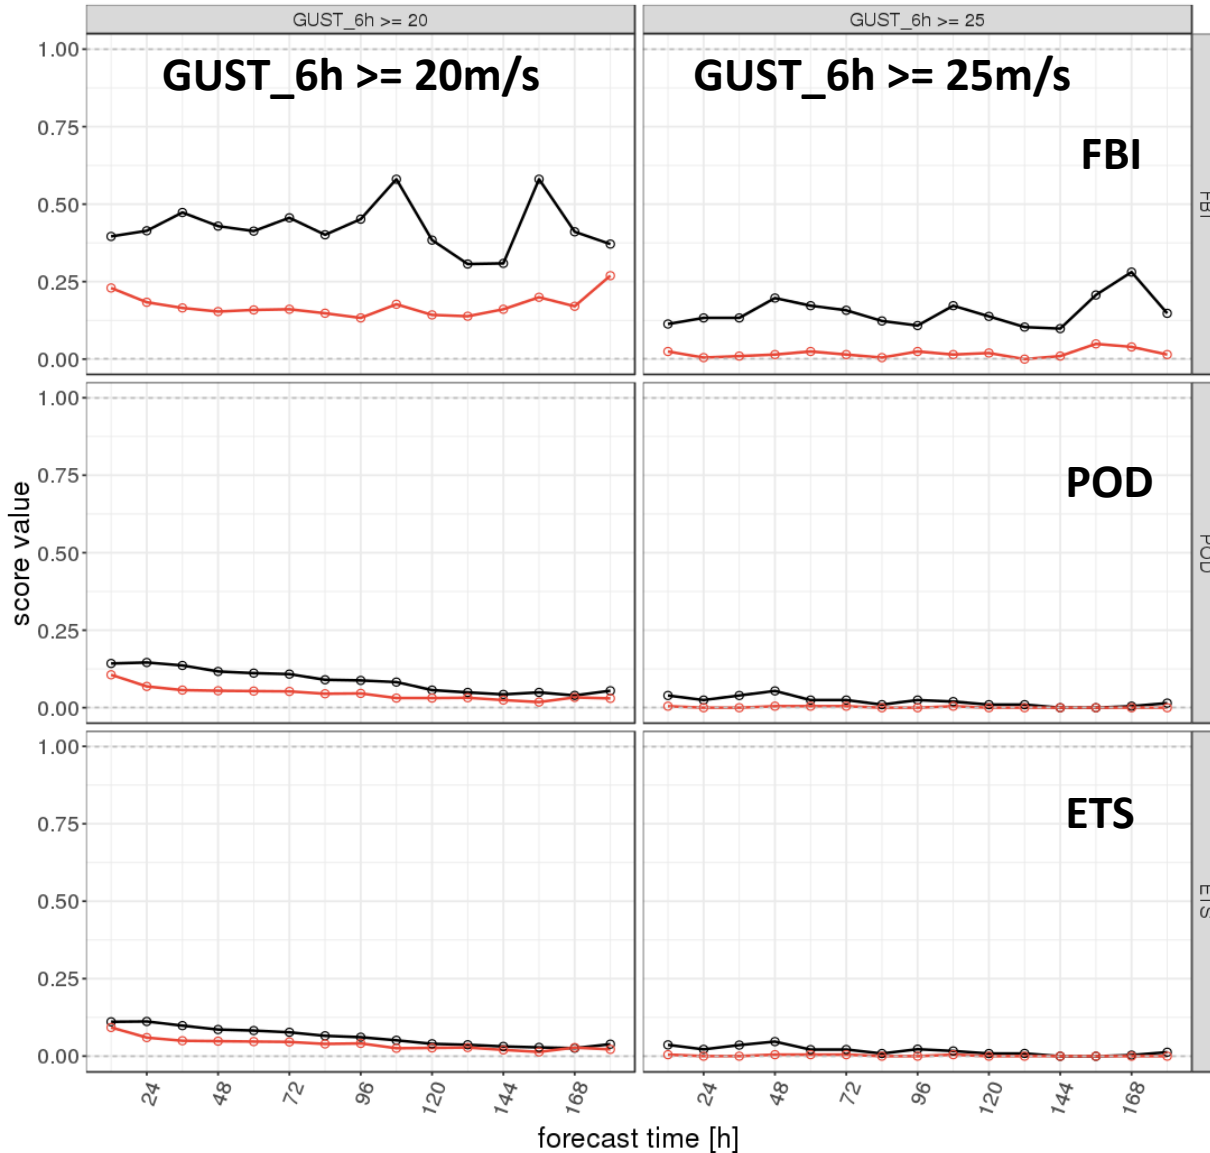 GUST_6h >= 20
GUST_6h >= 25
GUST_6h >= 20m/s
GUST_6h >= 25m/s
1.00
0.75
0.50
0.25
0.00
FBI
FBI
score value
1.00
0.75
0.50
0.25
0.00
POD
POD
1.00
0.75
0.50
0.25
0.00
ETS
ETS
24 48 72 96 120 144 168
24 48 72 96 120 144 168
forecast time [h]